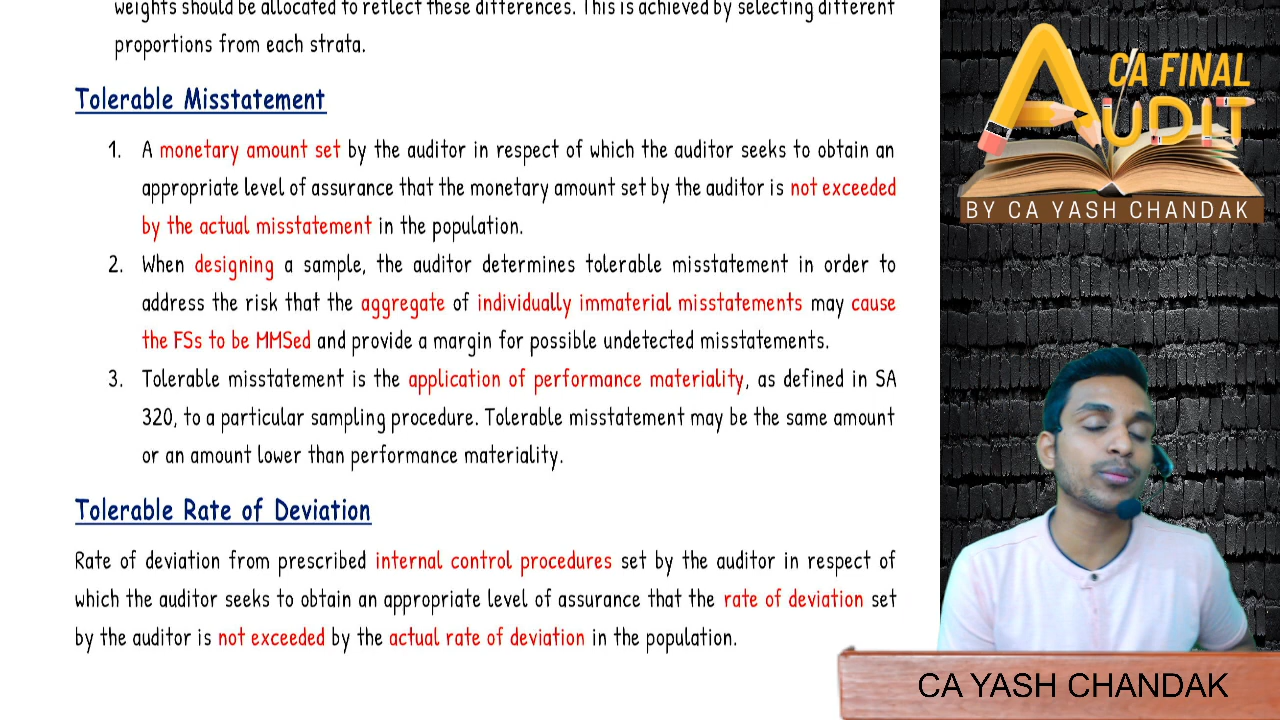 weights should be allocated to reflect these differences. This is achieved by selecting different
proportions from each strata.
Tolerable Misstatement
1. A monetary amount set by the auditor in respect of which the auditor seeks to obtain an
appropriate level of assurance that the monetary amount set by the auditor is not exceeded
by the actual misstatement in the population.
2. When designing a sample, the auditor determines tolerable misstatement in order to
address the risk that the aggregate of individually immaterial misstatements may cause
the FSs to be MMSed and provide a margin for possible undetected misstatements.
3. Tolerable misstatement is the application of performance materiality, as defined in SA
320, to a particular sampling procedure. Tolerable misstatement may be the same amount
or an amount lower than performance materiality.
Tolerable Rate of Deviation
Rate of deviation from prescribed internal control procedures set by the auditor in respect of
which the auditor seeks to obtain an appropriate level of assurance that the rate of deviation set
by the auditor is not exceeded by the actual rate of deviation in the population.
CA FINAL
AUDIT
BY CA YASH CHANDAK
CA YASH CHANDAK